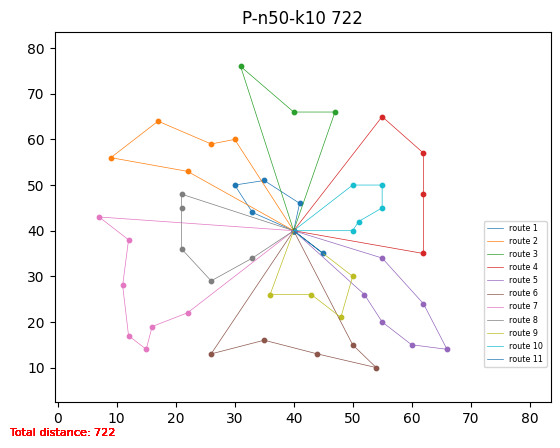 P-n50-k10 722
80
70
60
50
40
30
20
10
0 10 20 30 40 50 60 70 80
route 1
route 2
route 3
route 4
route 5
route 6
route 7
route 8
route 9
route 10
route 11
Total distance: 722